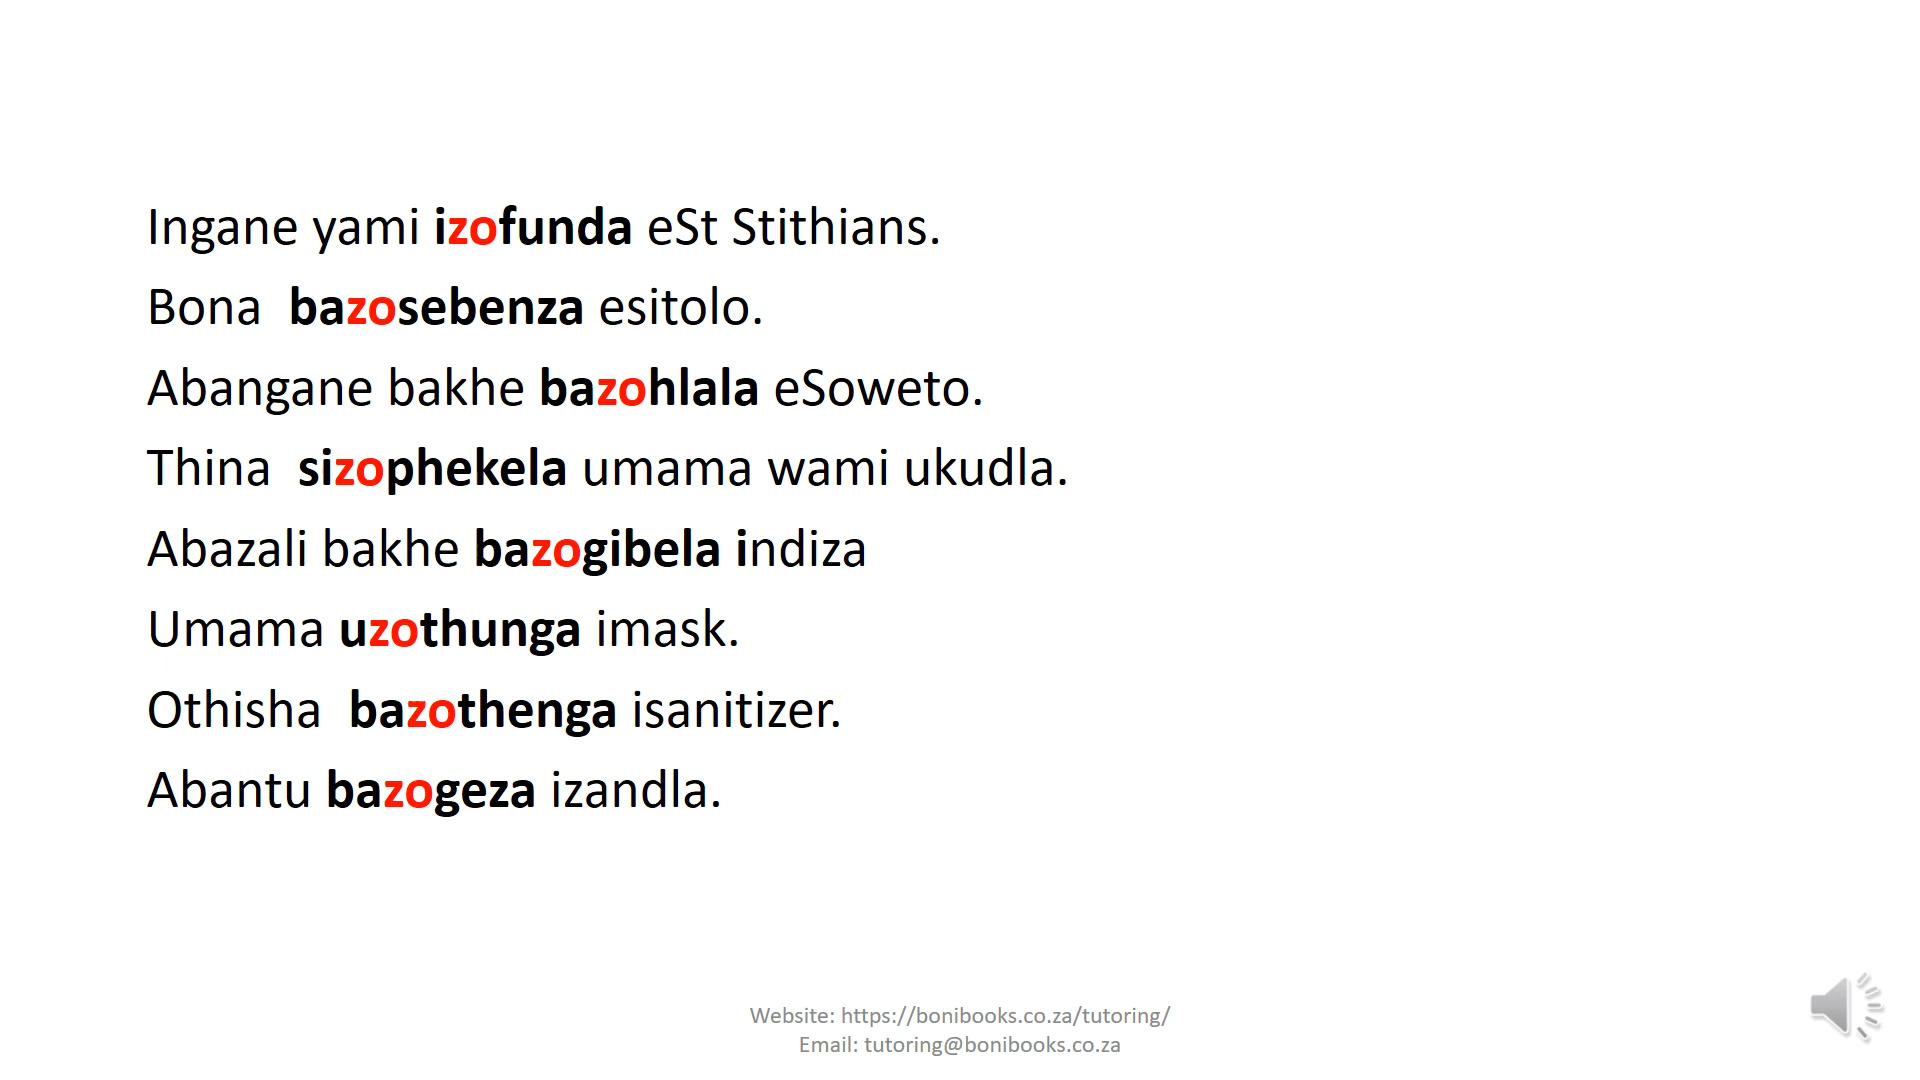 Ingane yami izofunda eSt Stithians.
Bona bazosebenza esitolo.
Abangane bakhe bazohlala eSoweto.
Thina sizophekela umama wami ukudla.
Abazali bakhe bazogibela indiza
Umama uzothunga imask.
Othisha bazothenga isanitizer.
Abantu bazogeza izandla.
Website: https://bonibooks.co.za/tutoring/
Email: tutoring@bonibooks.co.za